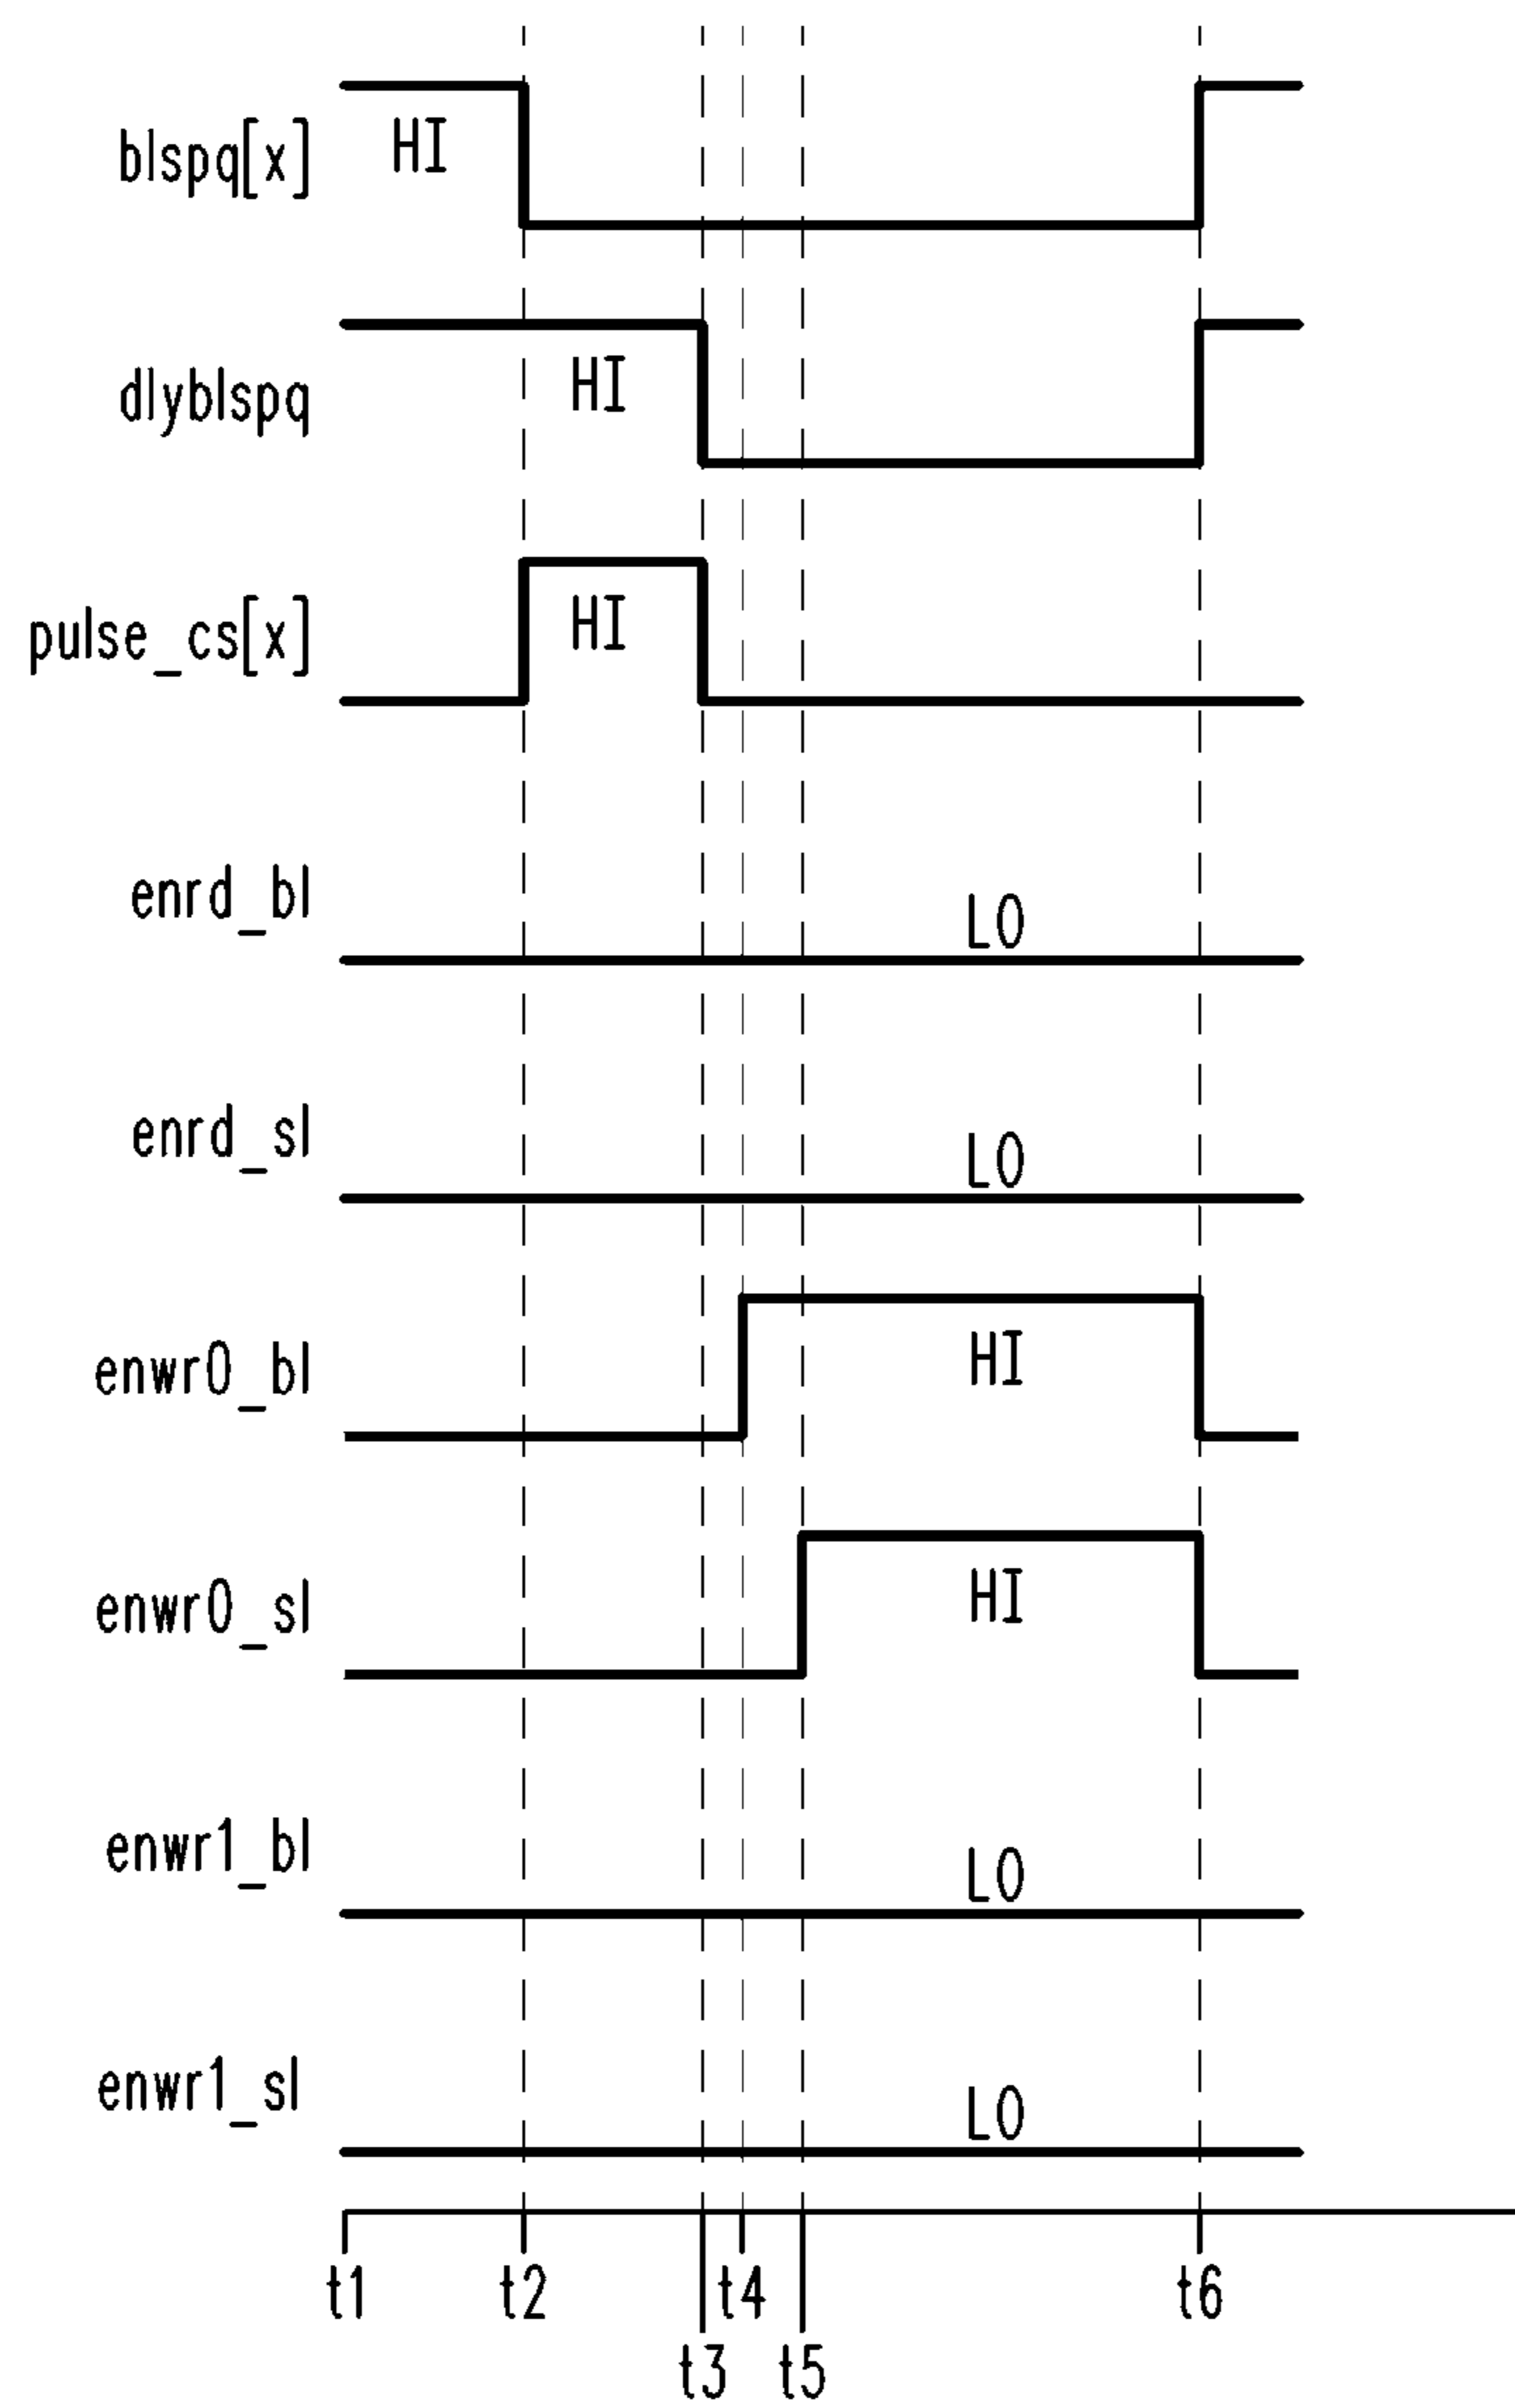 blspq[x] HI
dlyblspq HI
pulse_cs[x] HI
enrd_bl LO
enrd_sl LO
enwr0_bl HI
enwr0_sl HI
enwr1_bl LO
enwr1_sl LO
t1 t2 t4 t6
t3 t5